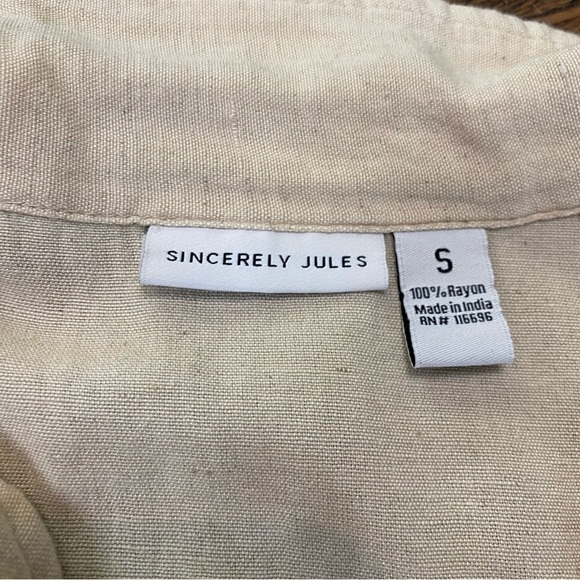 SINCERELY JULES
S
100% Rayon
Made in India
RN# 116696